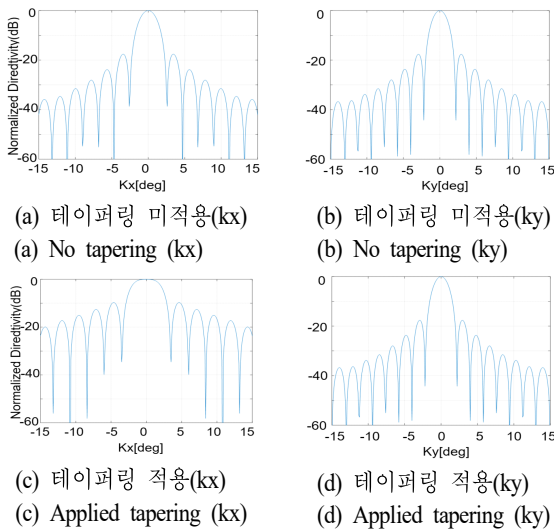 Normalized Diredtivity(dB)
0
-20
-40
-60
-15 -10 -5 0 5 10 15
Kx[deg]
0
-20
-40
-60
-15 -10 -5 0 5 10 15
Ky[deg]
(a) 테이퍼링 미적용(kx)
(a) No tapering (kx)
(b) 테이퍼링 미적용(ky)
(b) No tapering (ky)
Normalized Diredtivity(dB)
0
-20
-40
-60
-15 -10 -5 0 5 10 15
Kx[deg]
0
-20
-40
-60
-15 -10 -5 0 5 10 15
Ky[deg]
(c) 테이퍼링 적용(kx)
(c) Applied tapering (kx)
(d) 테이퍼링 적용(ky)
(d) Applied tapering (ky)